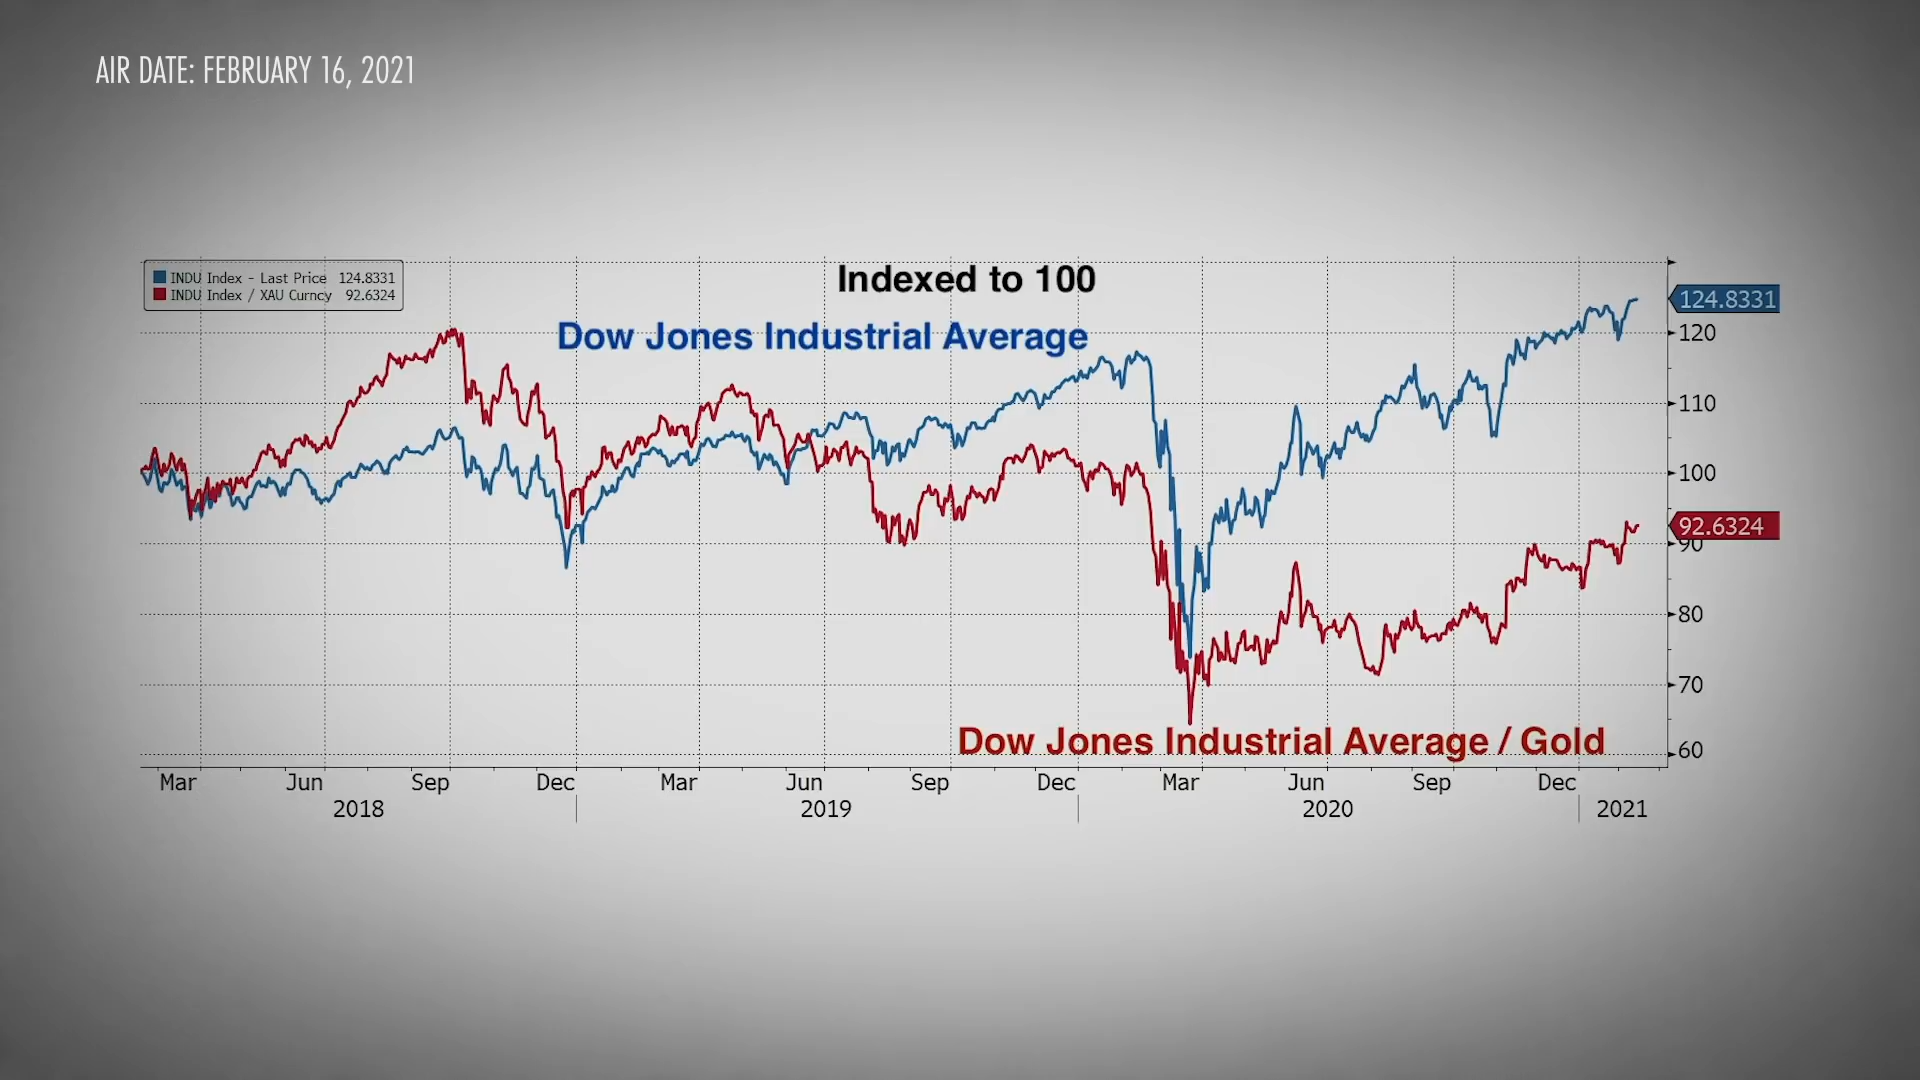 AIR DATE: FEBRUARY 16, 2021
INDU Index - Last Price 124.8331
INDU Index / XAU Curncy 92.6324
Indexed to 100
Dow Jones Industrial Average
124.8331
120
110
100
92.6324
90
80
70
Dow Jones Industrial Average / Gold
60
Mar Jun Sep Dec Mar Jun Sep Dec Mar Jun Sep Dec
2018 2019 2020 2021